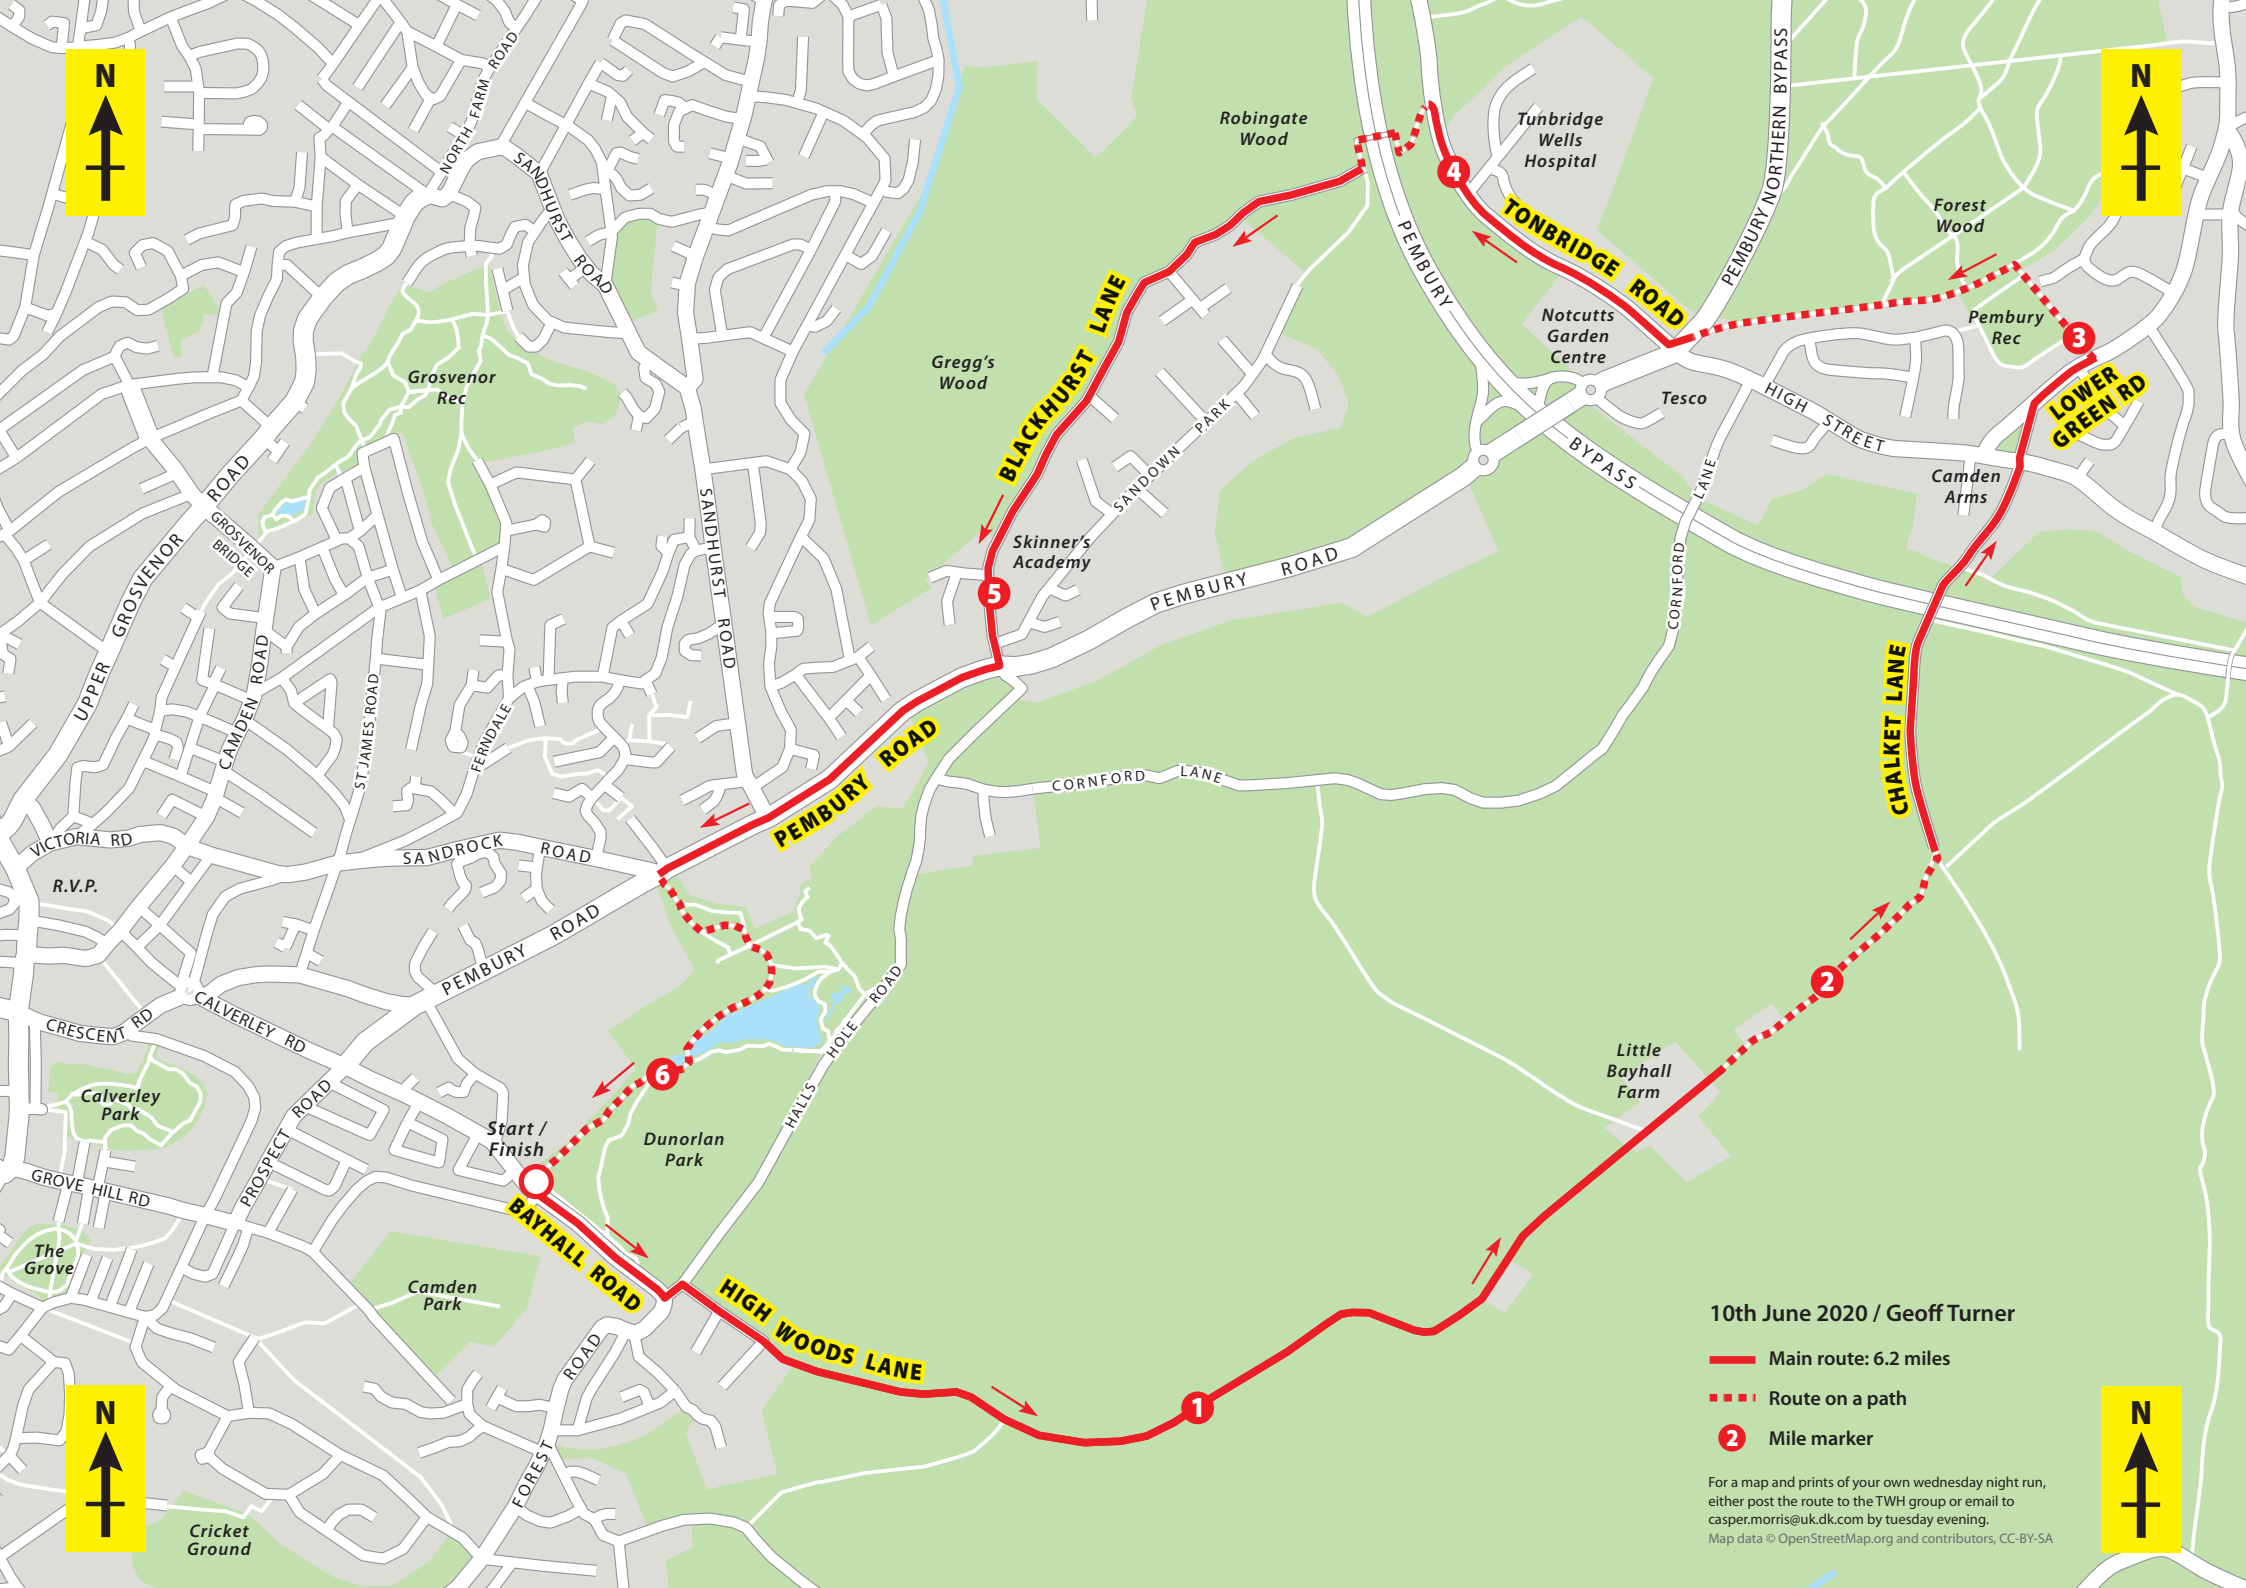 N
N
NORTH FARM ROAD
SANDHURST ROAD
Robingate
Wood
Tunbridge
Wells
Hospital
4
TONBRIDGE ROAD
PEMBURY NORTHERN BYPASS
Forest
Wood
PEMBURY
BYPASS
Notcutts
Garden
Centre
Pembury
Rec
3
LOWER
GREEN RD
Tesco
HIGH STREET
Camden
Arms
Grosvenor
Rec
Gregg's
Wood
BLACKHURST LANE
SANDOWN PARK
Skinner's
Academy
5
PEMBURY ROAD
CORNFORD LANE
CHALKET LANE
UPPER GROSVENOR ROAD
GROSVENOR
BRIDGE
SANDHURST ROAD
CAMDEN ROAD
ST JAMES ROAD
FERNDALE
PEMBURY ROAD
CORNFORD LANE
VICTORIA RD
SANDROCK ROAD
R.V.P.
PEMBURY ROAD
CALVERLEY RD
CRESCENT RD
HALLS HOLE ROAD
2
Little
Bayhall
Farm
6
Calverley
Park
PROSPECT ROAD
Start /
Finish
Dunorlan
Park
GROVE HILL RD
BAYHALL ROAD
The
Grove
Camden
Park
HIGH WOODS LANE
FOREST ROAD
1
N
Cricket
Ground
10th June 2020 / Geoff Turner
Main route: 6.2 miles
Route on a path
2 Mile marker
For a map and prints of your own wednesday night run,
either post the route to the TWH group or email to
casper.morris@uk.dk.com by tuesday evening.
Map data © OpenStreetMap.org and contributors, CC-BY-SA
N